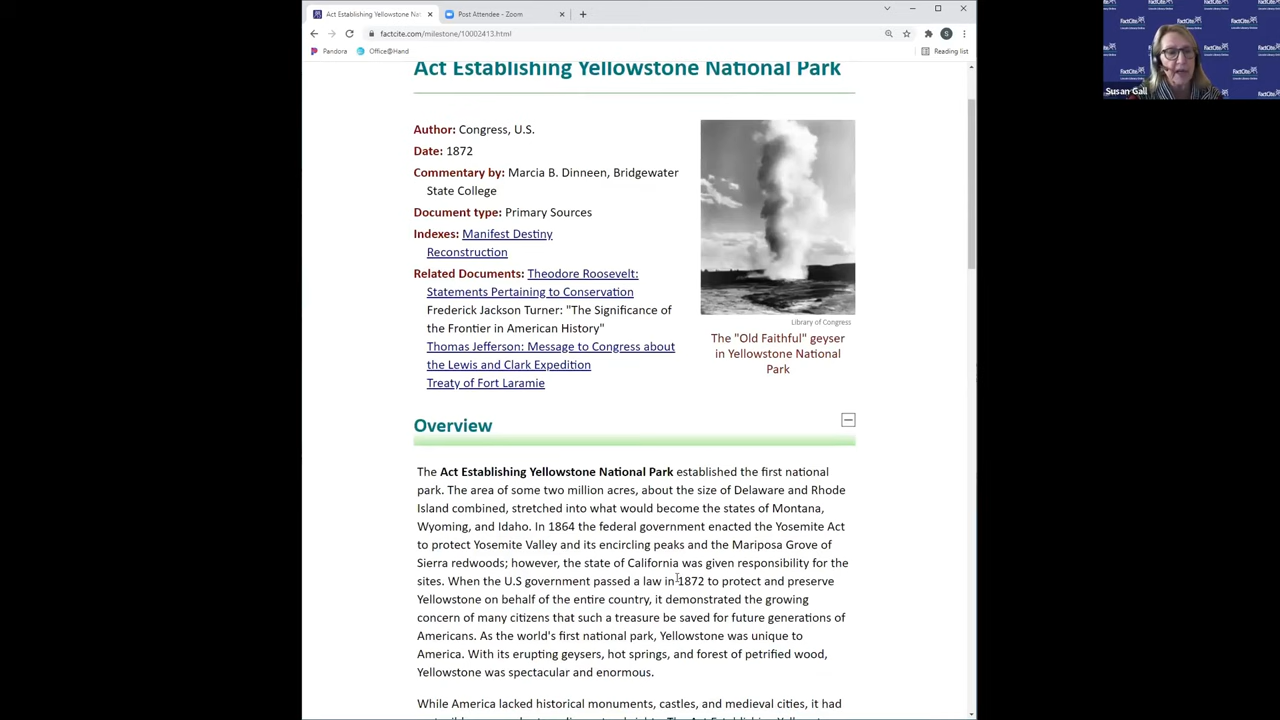 Act Establishing Yellowstone Na
Post Attendee - Zoom
factcite.com/milestone/10002413.html
S
Pandora
Office@Hand
Reading list
Act Establishing Yellowstone National Park
Author: Congress, U.S.
Date: 1872
Commentary by: Marcia B. Dinneen, Bridgewater
State College
Document type: Primary Sources
Indexes: Manifest Destiny
Reconstruction
Related Documents: Theodore Roosevelt:
Statements Pertaining to Conservation
Frederick Jackson Turner: "The Significance of
the Frontier in American History"
Thomas Jefferson: Message to Congress about
the Lewis and Clark Expedition
Treaty of Fort Laramie
Library of Congress
The "Old Faithful" geyser
in Yellowstone National
Park
Overview
The Act Establishing Yellowstone National Park established the first national
park. The area of some two million acres, about the size of Delaware and Rhode
Island combined, stretched into what would become the states of Montana,
Wyoming, and Idaho. In 1864 the federal government enacted the Yosemite Act
to protect Yosemite Valley and its encircling peaks and the Mariposa Grove of
Sierra redwoods; however, the state of California was given responsibility for the
sites. When the U.S government passed a law in 1872 to protect and preserve
Yellowstone on behalf of the entire country, it demonstrated the growing
concern of many citizens that such a treasure be saved for future generations of
Americans. As the world's first national park, Yellowstone was unique to
America. With its erupting geysers, hot springs, and forest of petrified wood,
Yellowstone was spectacular and enormous.
While America lacked historical monuments, castles, and medieval cities, it had
FactCite
Susan Gall